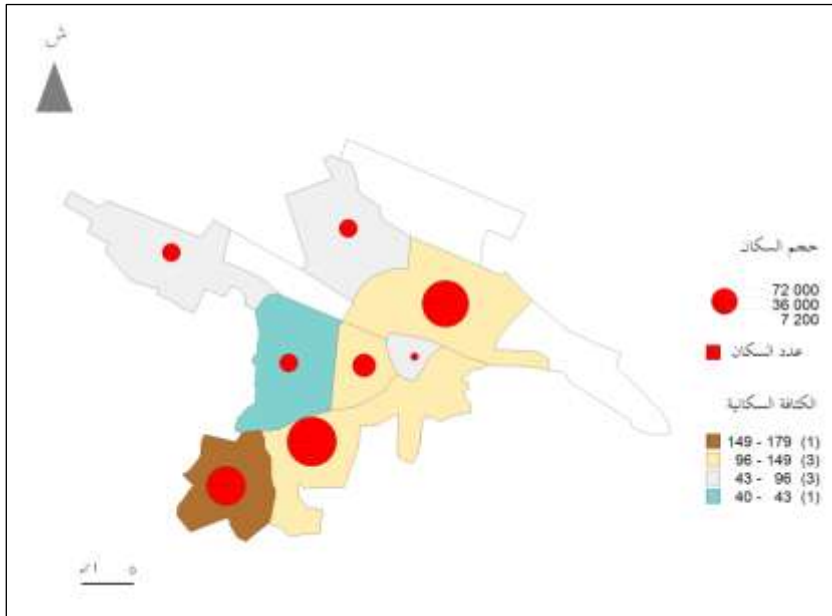 ش
حجم السكان
72 000
36 000
7 200
عدد السكان
الكثافة السكانية
149 - 179 (1)
96 - 149 (3)
43 - 96 (3)
40 - 43 (1)